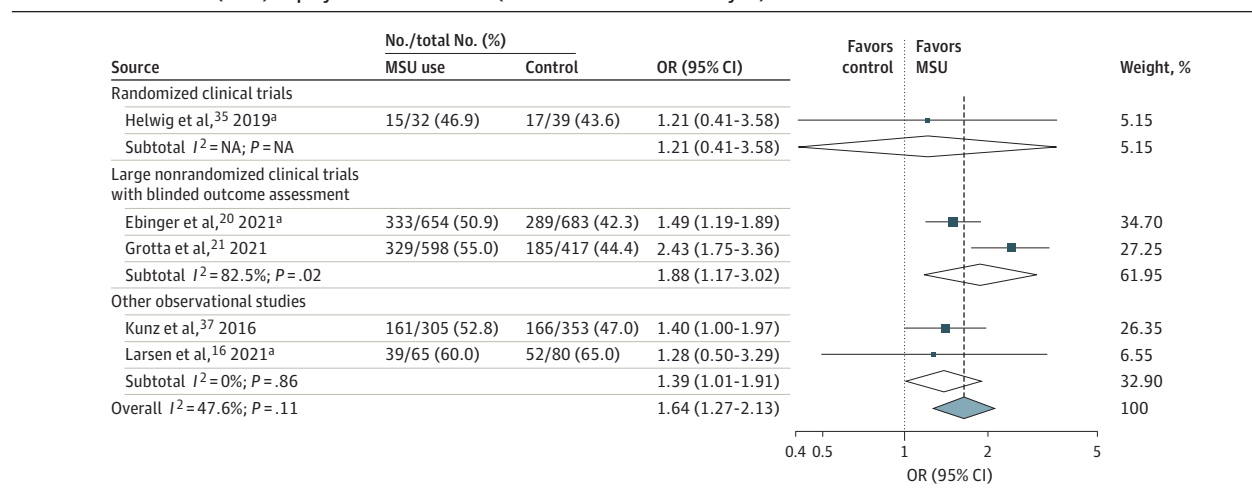 No./total No. (%)
Favors Favors
Source MSU use Control OR (95% CI) control MSU Weight, %
Randomized clinical trials
Helwig et al,35 2019a 15/32 (46.9) 17/39 (43.6) 1.21 (0.41-3.58) 5.15
Subtotal I2 = NA; P = NA 1.21 (0.41-3.58) 5.15
Large nonrandomized clinical trials
with blinded outcome assessment
Ebinger et al,20 2021a 333/654 (50.9) 289/683 (42.3) 1.49 (1.19-1.89) 34.70
Grotta et al,21 2021 329/598 (55.0) 185/417 (44.4) 2.43 (1.75-3.36) 27.25
Subtotal I2 = 82.5%; P = .02 1.88 (1.17-3.02) 61.95
Other observational studies
Kunz et al,37 2016 161/305 (52.8) 166/353 (47.0) 1.40 (1.00-1.97) 26.35
Larsen et al,16 2021a 39/65 (60.0) 52/80 (65.0) 1.28 (0.50-3.29) 6.55
Subtotal I2 = 0%; P = .86 1.39 (1.01-1.91) 32.90
Overall I2 = 47.6%; P = .11 1.64 (1.27-2.13) 100
0.4 0.5 1 2 5
OR (95% CI)